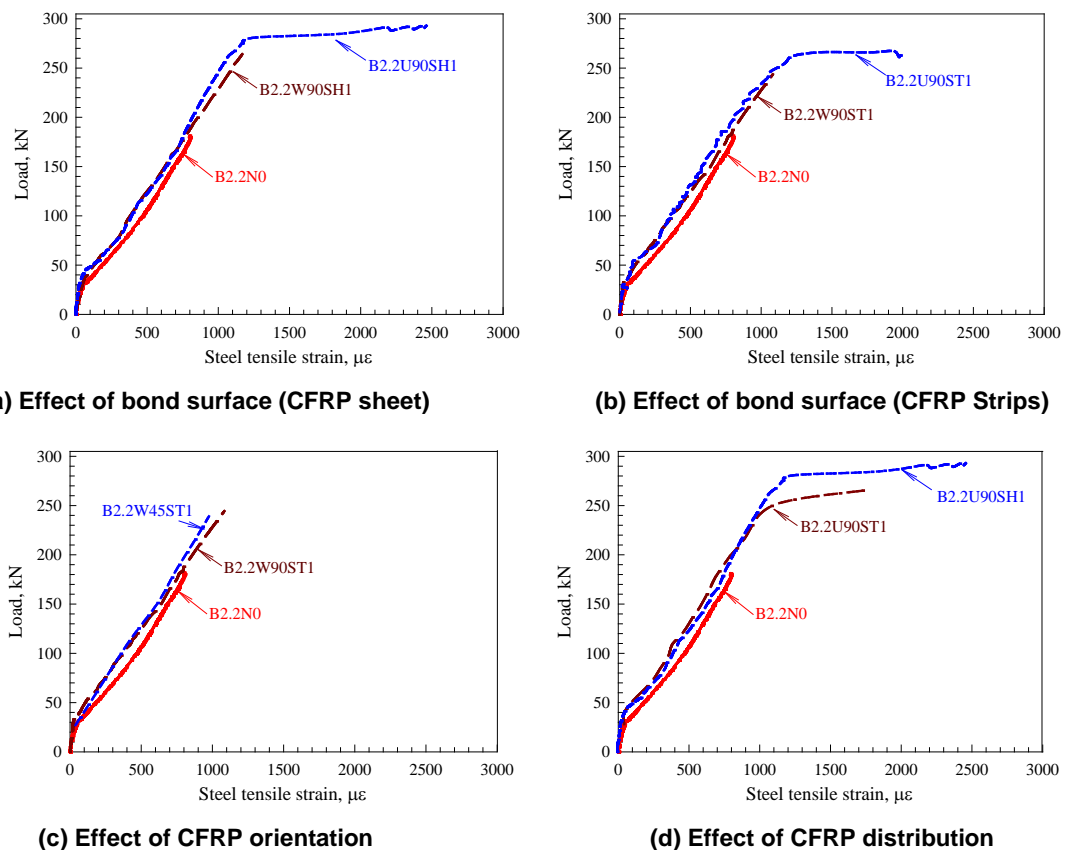 300
250
200
150
100
50
0
Load, kN
B2.2U90SH1
B2.2W90SH1
B2.2N0
0 500 1000 1500 2000 2500 3000
Steel tensile strain, με
a) Effect of bond surface (CFRP sheet)
300
250
200
150
100
50
0
Load, kN
B2.2U90ST1
B2.2W90ST1
B2.2N0
0 500 1000 1500 2000 2500 3000
Steel tensile strain, με
(b) Effect of bond surface (CFRP Strips)
300
250
200
150
100
50
0
Load, kN
B2.2W45ST1
B2.2W90ST1
B2.2N0
0 500 1000 1500 2000 2500 3000
Steel tensile strain, με
(c) Effect of CFRP orientation
300
250
200
150
100
50
0
Load, kN
B2.2U90SH1
B2.2U90ST1
B2.2N0
0 500 1000 1500 2000 2500 3000
Steel tensile strain, με
(d) Effect of CFRP distribution